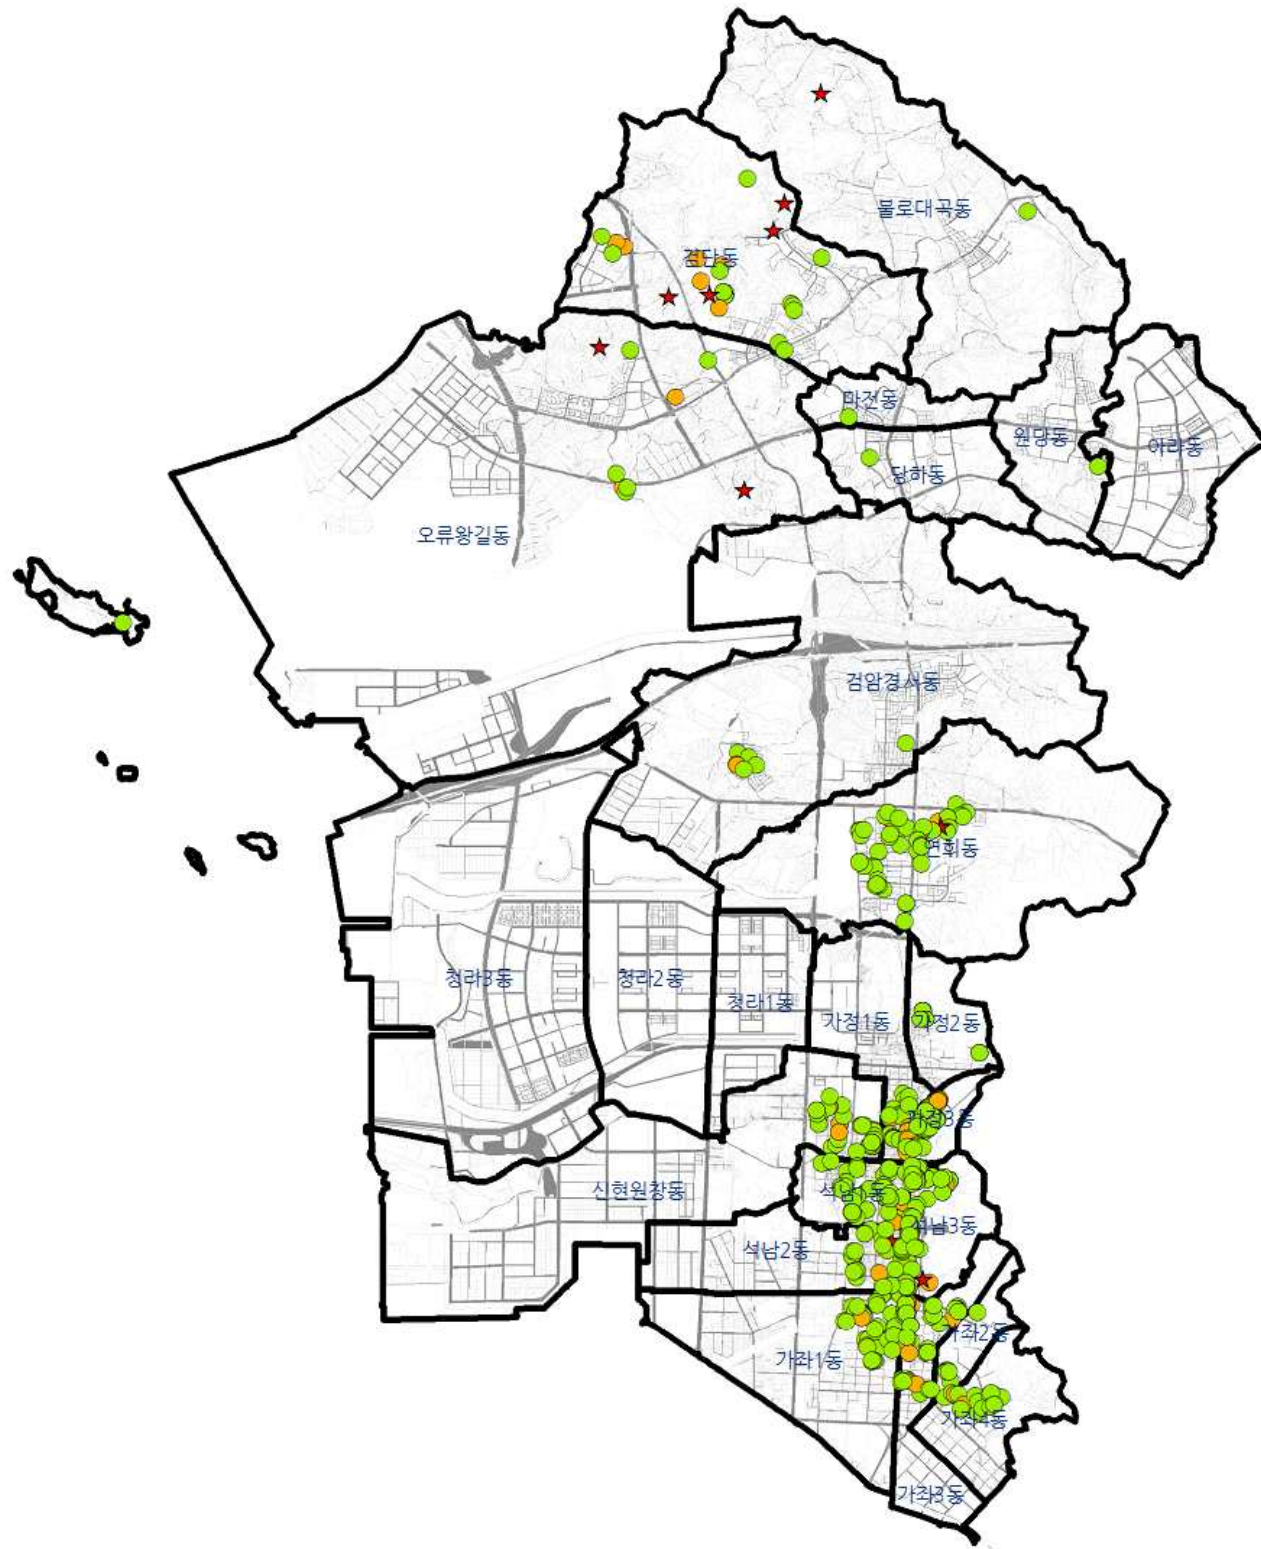 불로대곡동
검단동
마전동
원당동
아라동
당하동
오류왕길동
검암경서동
연희동
청라3동
청라2동
청라1동
가정1동
가정2동
가정3동
신현원창동
석남1동
석남3동
석남2동
가좌2동
가좌1동
가좌4동
가좌3동